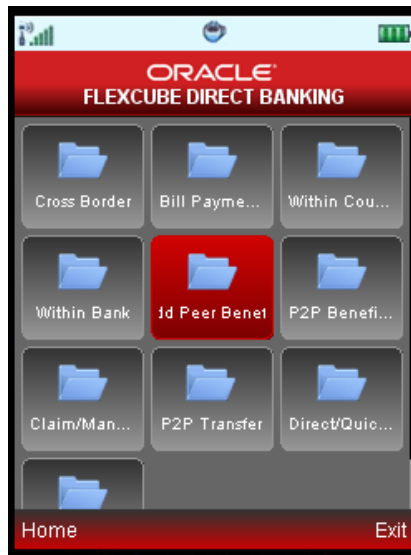 ORACLE
FLEXCUBE DIRECT BANKING
Cross Border
Bill Payme...
Within Cou...
Within Bank
dd Peer Benef
P2P Benefi...
Claim/Man...
P2P Transfer
Direct/Quic...
Home
Exit